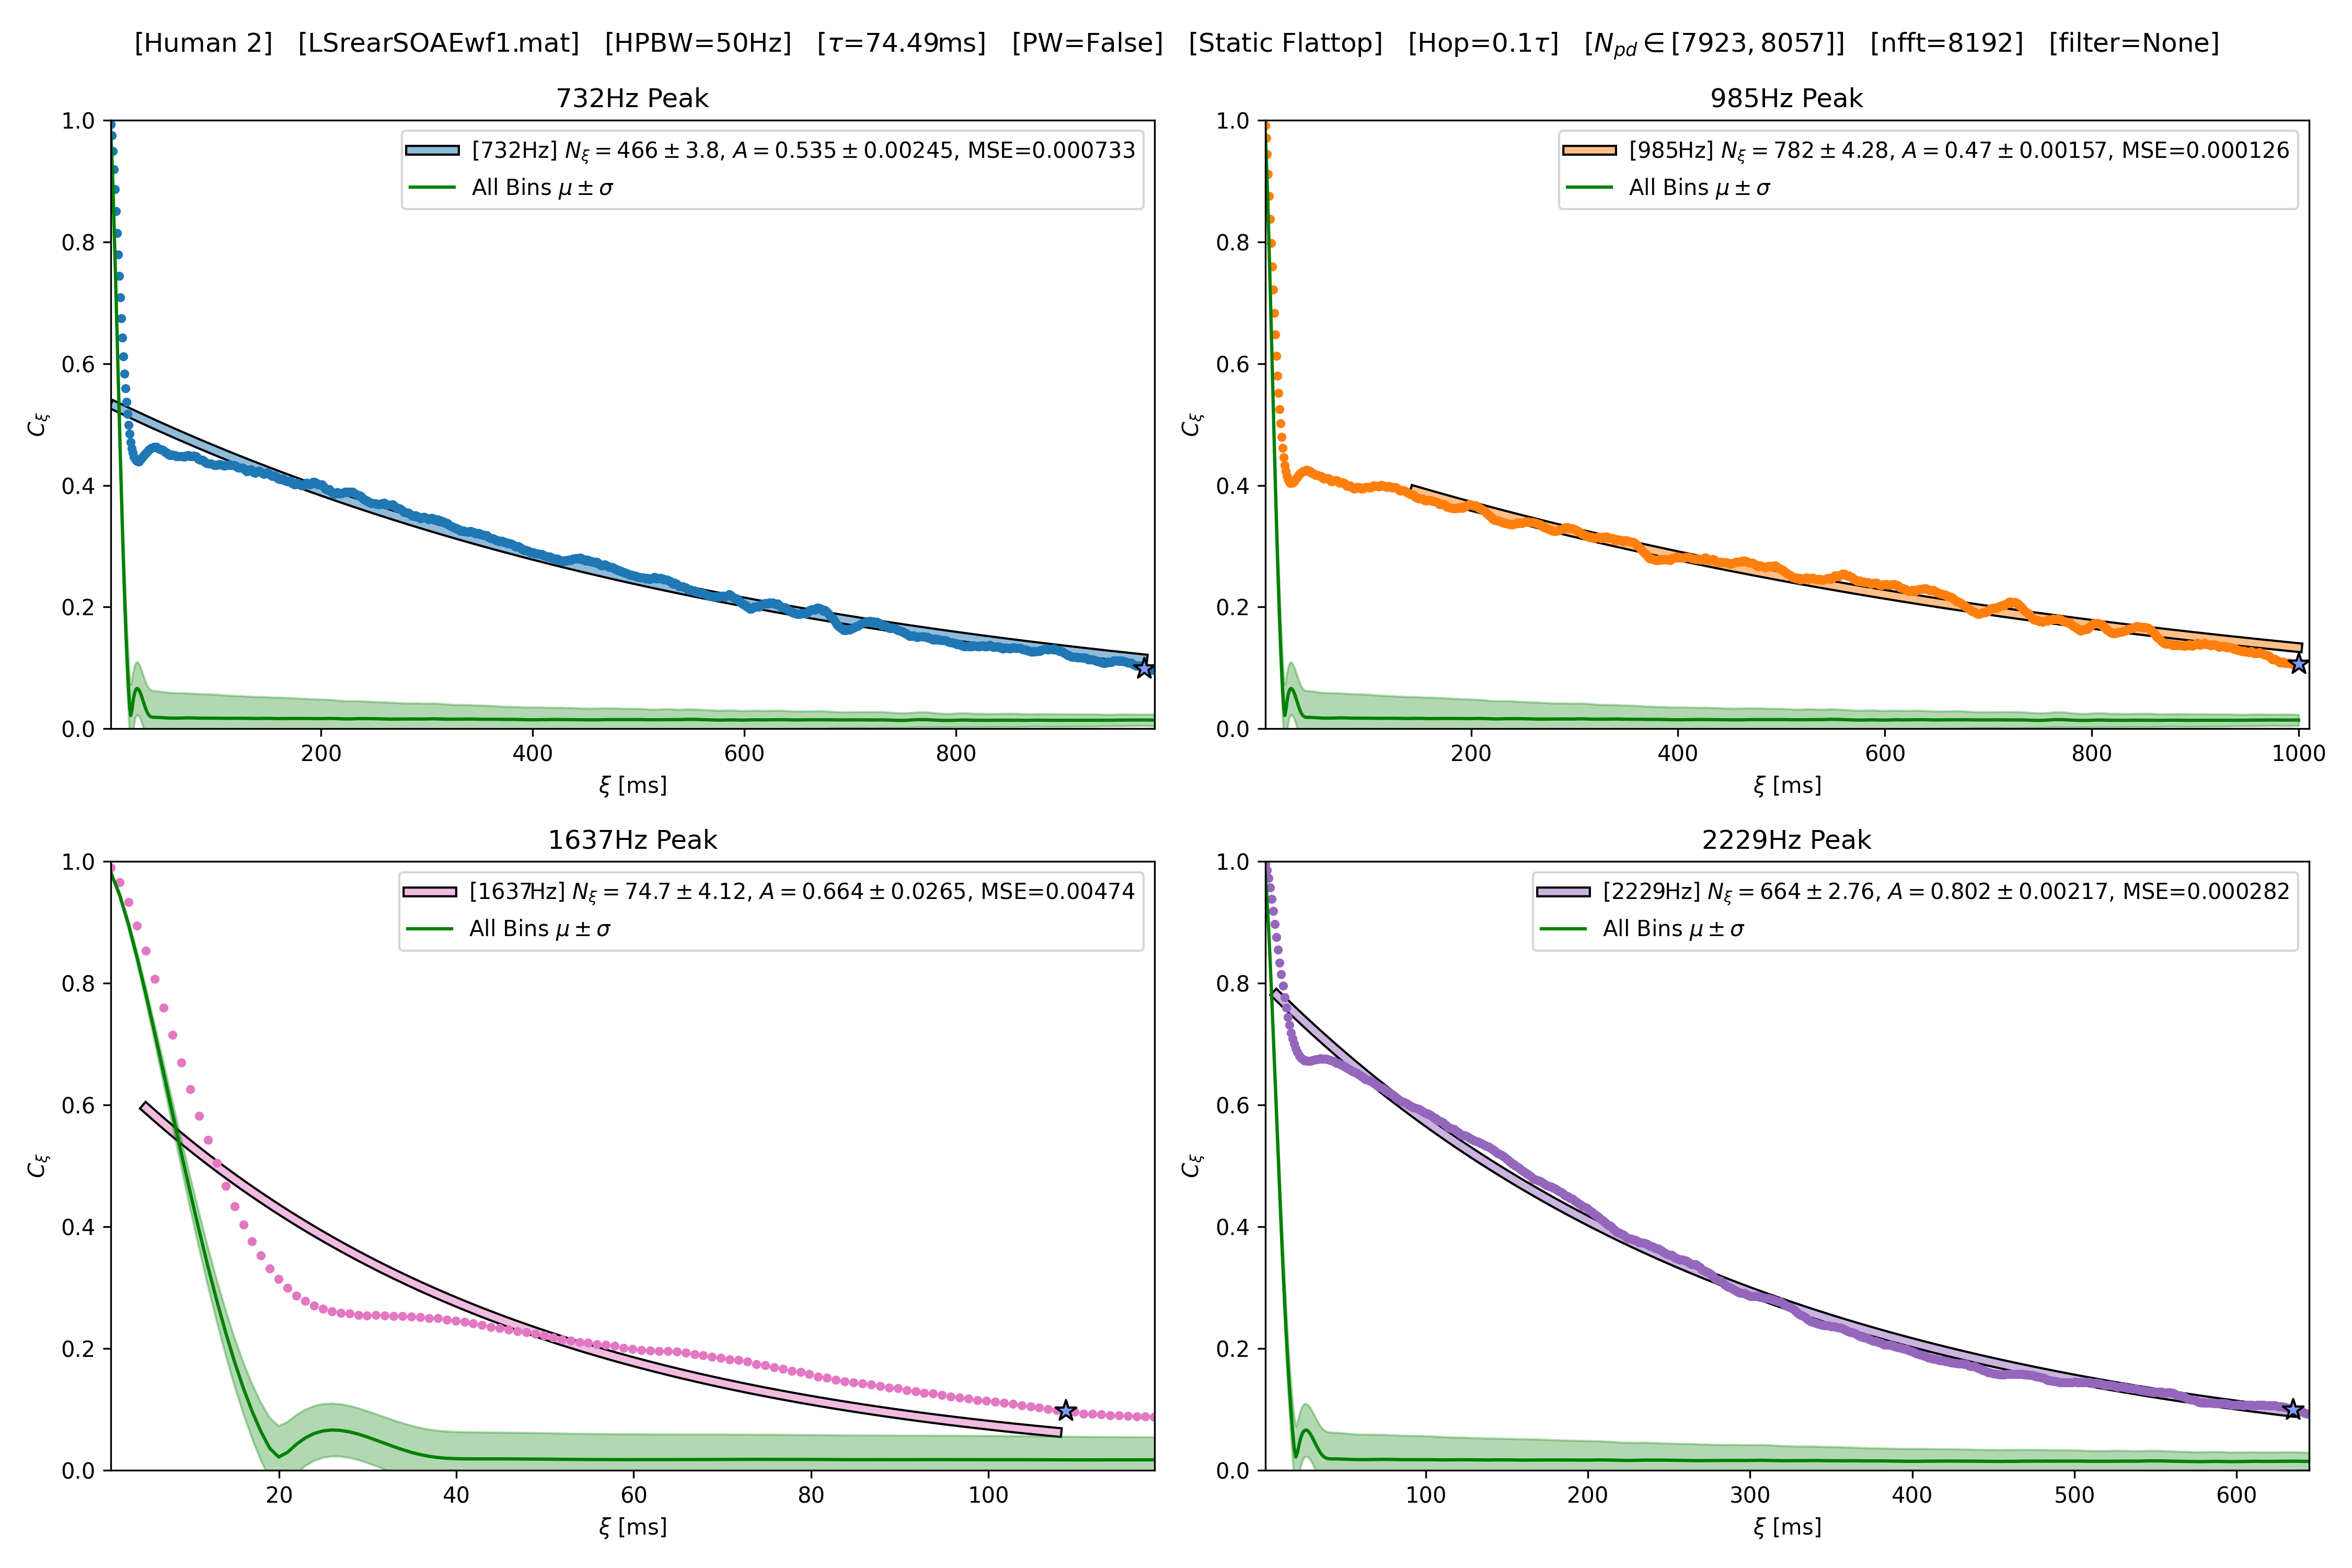 [Human 2] [LSrearSOAEwf1.mat] [HPBW=50Hz] [τ=74.49ms] [PW=False] [Static Flattop] [Hop=0.1τ] [N_pd ∈ [7923, 8057]] [nfft=8192] [filter=None]
732Hz Peak
[732Hz] N_ξ = 466 ± 3.8, A = 0.535 ± 0.00245, MSE=0.000733
All Bins μ ± σ
1.0
0.8
0.6
0.4
0.2
0.0
C_ξ
200 400 600 800
ξ [ms]
985Hz Peak
[985Hz] N_ξ = 782 ± 4.28, A = 0.47 ± 0.00157, MSE=0.000126
All Bins μ ± σ
1.0
0.8
0.6
0.4
0.2
0.0
C_ξ
200 400 600 800 1000
ξ [ms]
1637Hz Peak
[1637Hz] N_ξ = 74.7 ± 4.12, A = 0.664 ± 0.0265, MSE=0.00474
All Bins μ ± σ
1.0
0.8
0.6
0.4
0.2
0.0
C_ξ
20 40 60 80 100
ξ [ms]
2229Hz Peak
[2229Hz] N_ξ = 664 ± 2.76, A = 0.802 ± 0.00217, MSE=0.000282
All Bins μ ± σ
1.0
0.8
0.6
0.4
0.2
0.0
C_ξ
100 200 300 400 500 600
ξ [ms]